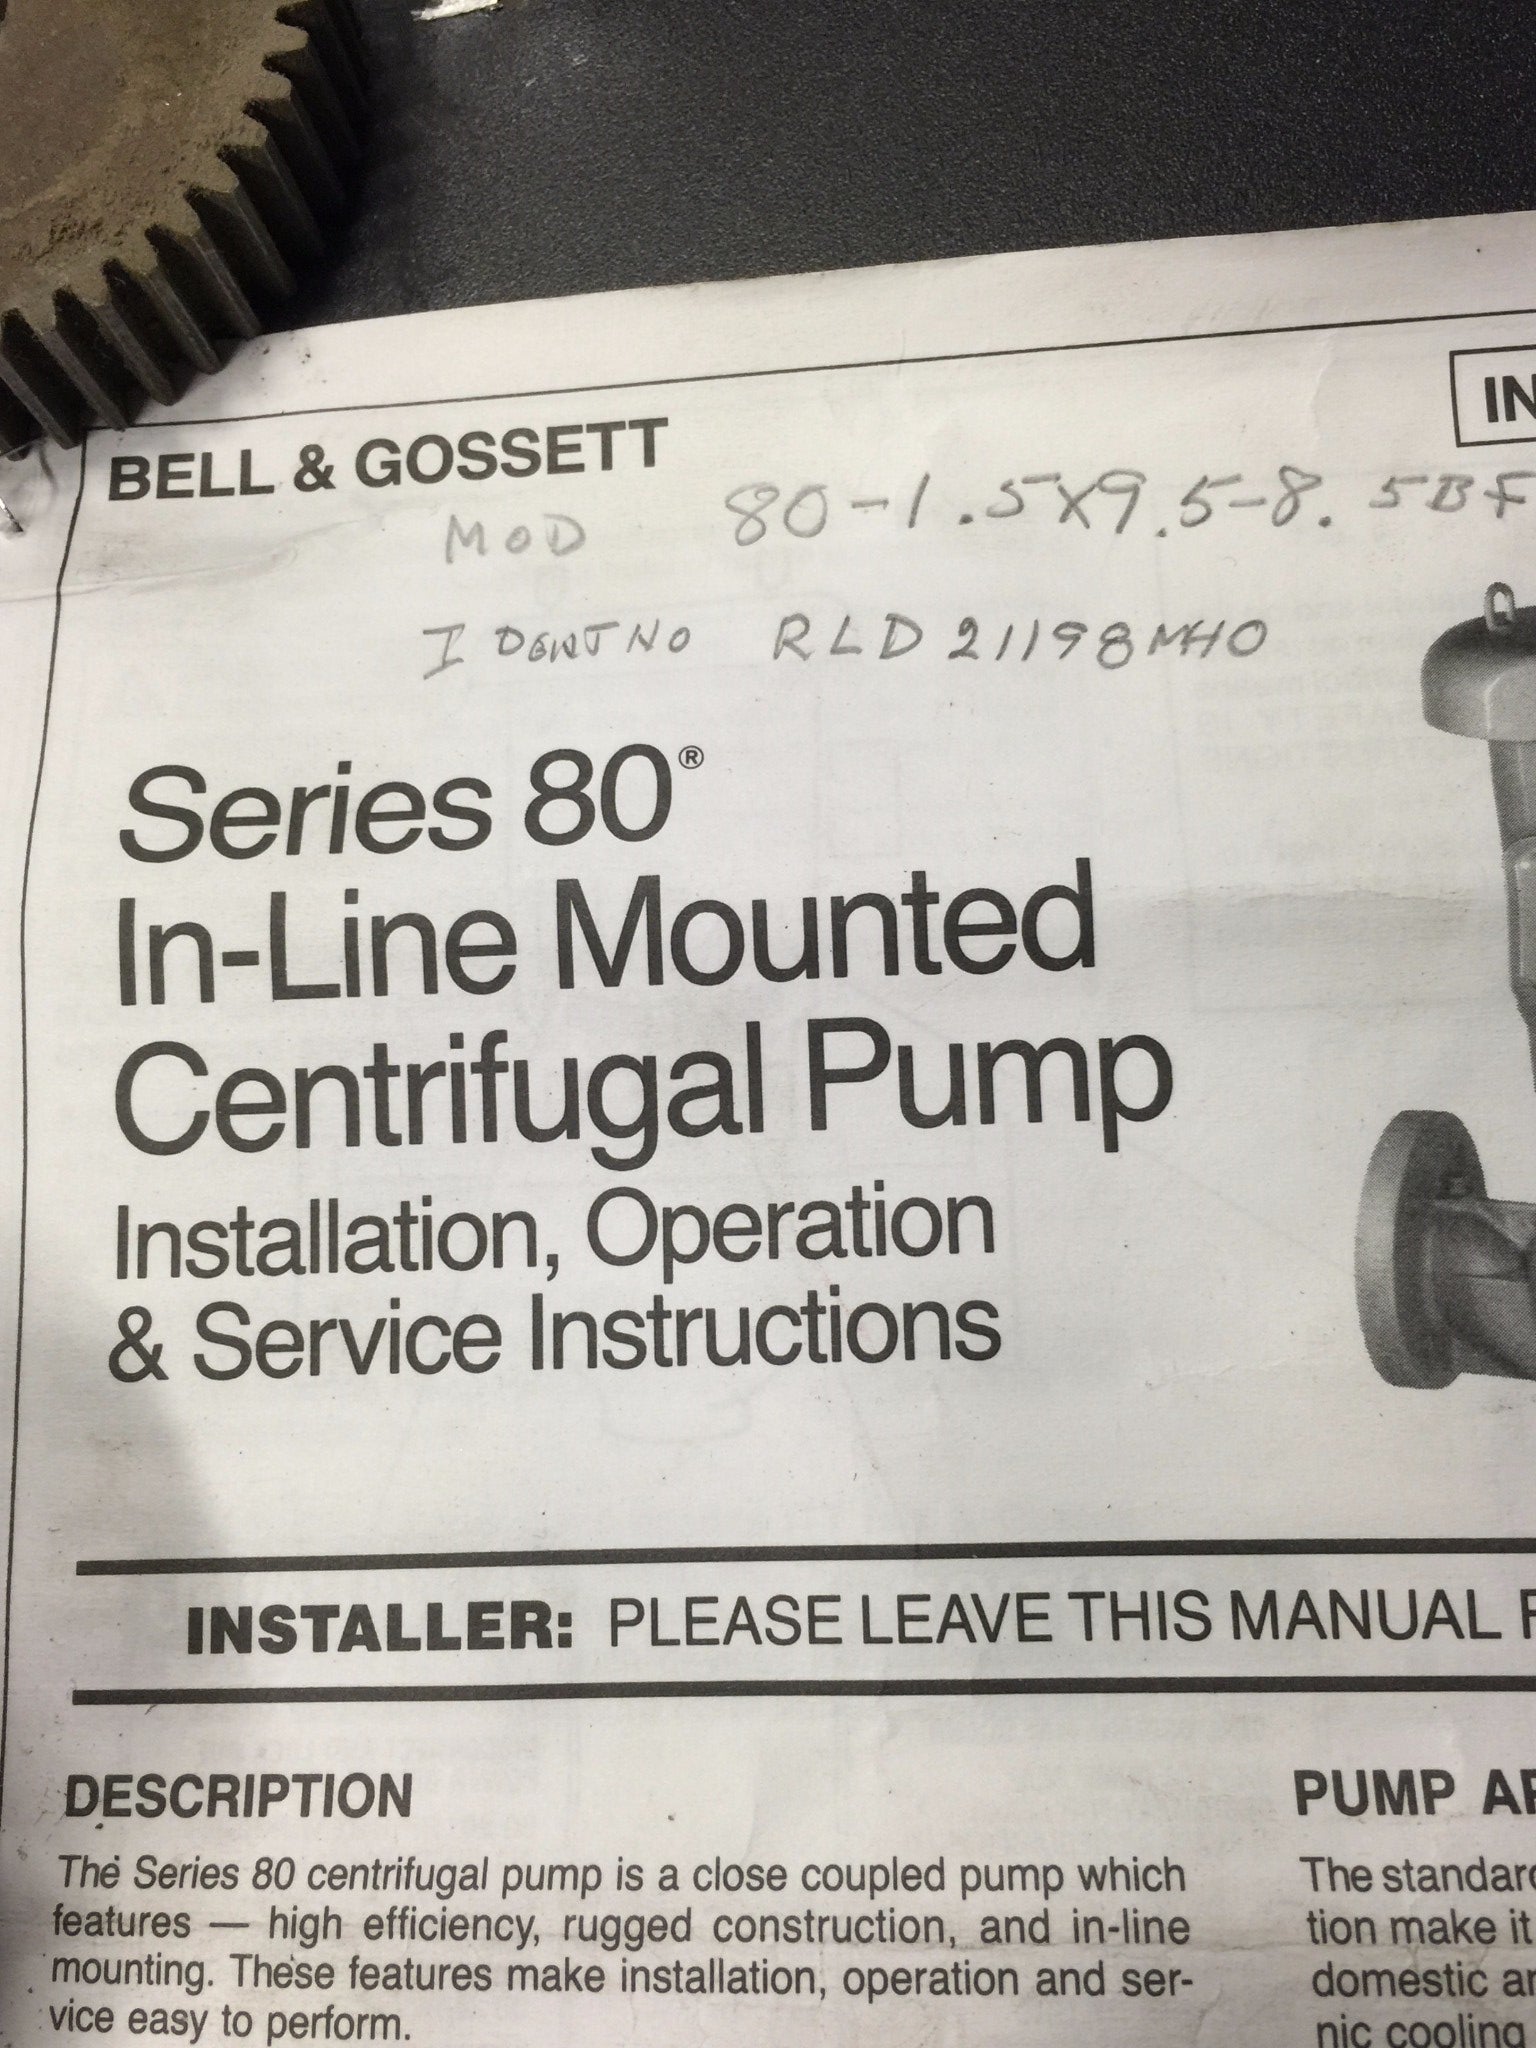 BELL & GOSSETT
IN
MOD 80-1.5X9.5-8.5BF
IDENT NO RLD21198MHO
Series 80®
In-Line Mounted
Centrifugal Pump
Installation, Operation
& Service Instructions
INSTALLER: PLEASE LEAVE THIS MANUAL F
DESCRIPTION
The Series 80 centrifugal pump is a close coupled pump which
features — high efficiency, rugged construction, and in-line
mounting. These features make installation, operation and ser-
vice easy to perform.
PUMP AP
The standard
tion make it
domestic an
nic cooling